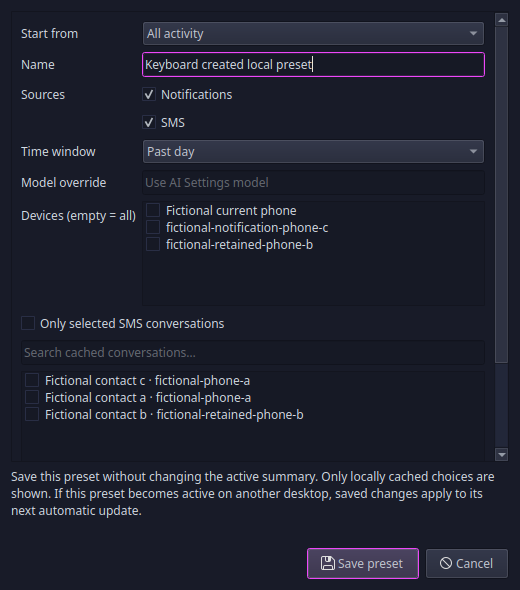 Start from All activity
Name Keyboard created local preset
Sources Notifications
SMS
Time window Past day
Model override Use AI Settings model
Devices (empty = all) Fictional current phone
fictional-notification-phone-c
fictional-retained-phone-b
Only selected SMS conversations
Search cached conversations...
Fictional contact c · fictional-phone-a
Fictional contact a · fictional-phone-a
Fictional contact b · fictional-retained-phone-b
Save this preset without changing the active summary. Only locally cached choices are
shown. If this preset becomes active on another desktop, saved changes apply to its
next automatic update.
Save preset Cancel